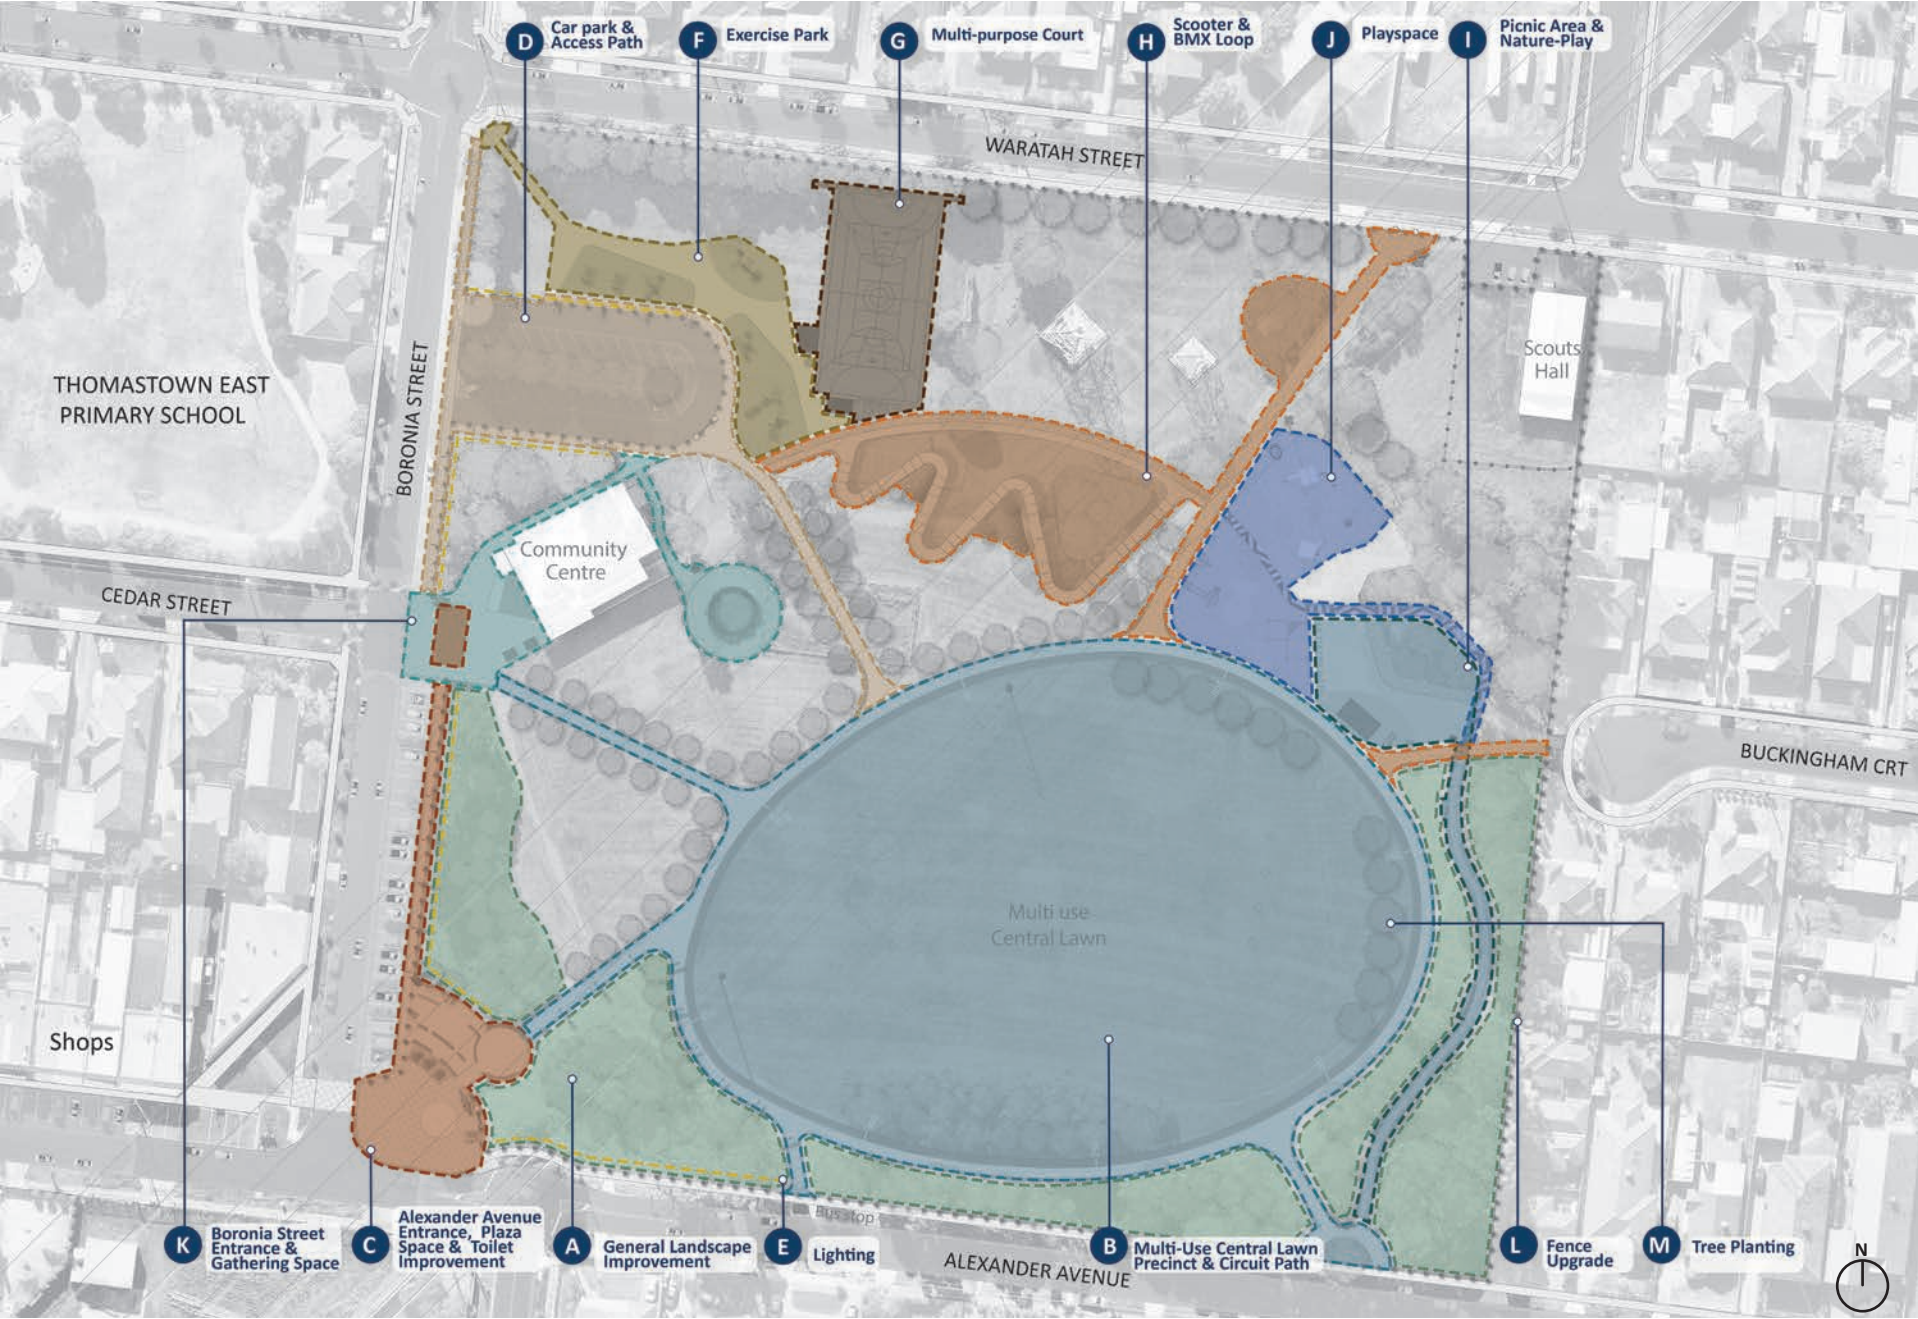 D
Car park &
Access Path
F
Exercise Park
G
Multi-purpose Court
H
Scooter &
BMX Loop
J
Playspace
I
Picnic Area &
Nature-Play
WARATAH STREET
THOMASTOWN EAST
PRIMARY SCHOOL
BORONIA STREET
Scouts
Hall
Community
Centre
CEDAR STREET
BUCKINGHAM CRT
Multi use
Central Lawn
Shops
Bus stop
ALEXANDER AVENUE
K
Boronia Street
Entrance &
Gathering Space
C
Alexander Avenue
Entrance, Plaza
Space & Toilet
Improvement
A
General Landscape
Improvement
E
Lighting
B
Multi-Use Central Lawn
Precinct & Circuit Path
L
Fence
Upgrade
M
Tree Planting
N